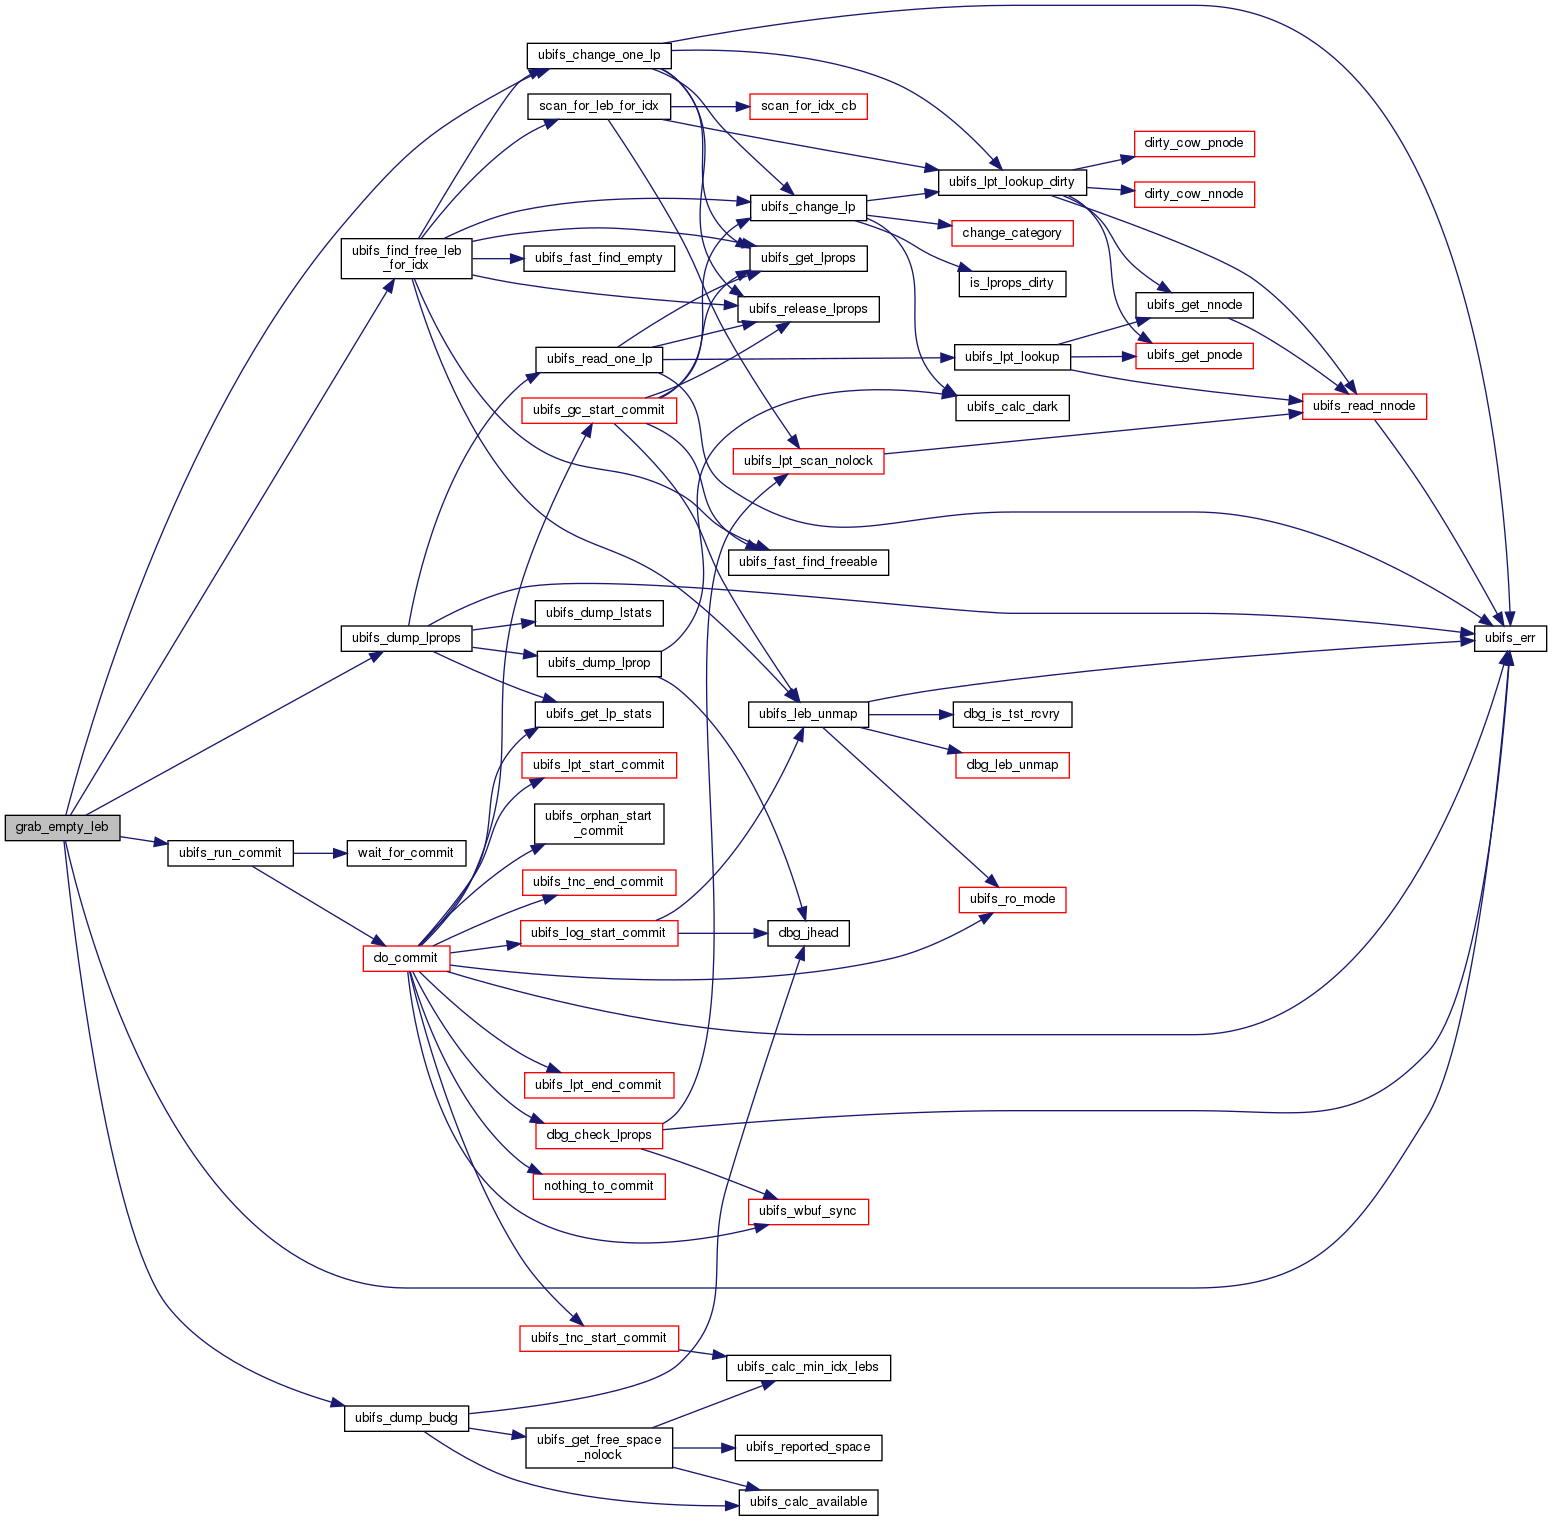 ubifs_change_one_lp
scan_for_leb_for_idx
scan_for_idx_cb
dirty_cow_pnode
ubifs_lpt_lookup_dirty
dirty_cow_nnode
ubifs_change_lp
change_category
ubifs_find_free_leb
_for_idx
ubifs_fast_find_empty
ubifs_get_lprops
is_lprops_dirty
ubifs_release_lprops
ubifs_get_nnode
ubifs_read_one_lp
ubifs_lpt_lookup
ubifs_get_pnode
ubifs_gc_start_commit
ubifs_calc_dark
ubifs_read_nnode
ubifs_lpt_scan_nolock
ubifs_fast_find_freeable
ubifs_dump_lstats
ubifs_dump_lprops
ubifs_err
ubifs_dump_lprop
ubifs_get_lp_stats
ubifs_leb_unmap
dbg_is_tst_rcvry
ubifs_lpt_start_commit
dbg_leb_unmap
grab_empty_leb
ubifs_orphan_start
_commit
ubifs_run_commit
wait_for_commit
ubifs_tnc_end_commit
ubifs_ro_mode
ubifs_log_start_commit
dbg_jhead
do_commit
ubifs_lpt_end_commit
dbg_check_lprops
nothing_to_commit
ubifs_wbuf_sync
ubifs_tnc_start_commit
ubifs_calc_min_idx_lebs
ubifs_dump_budg
ubifs_get_free_space
_nolock
ubifs_reported_space
ubifs_calc_available